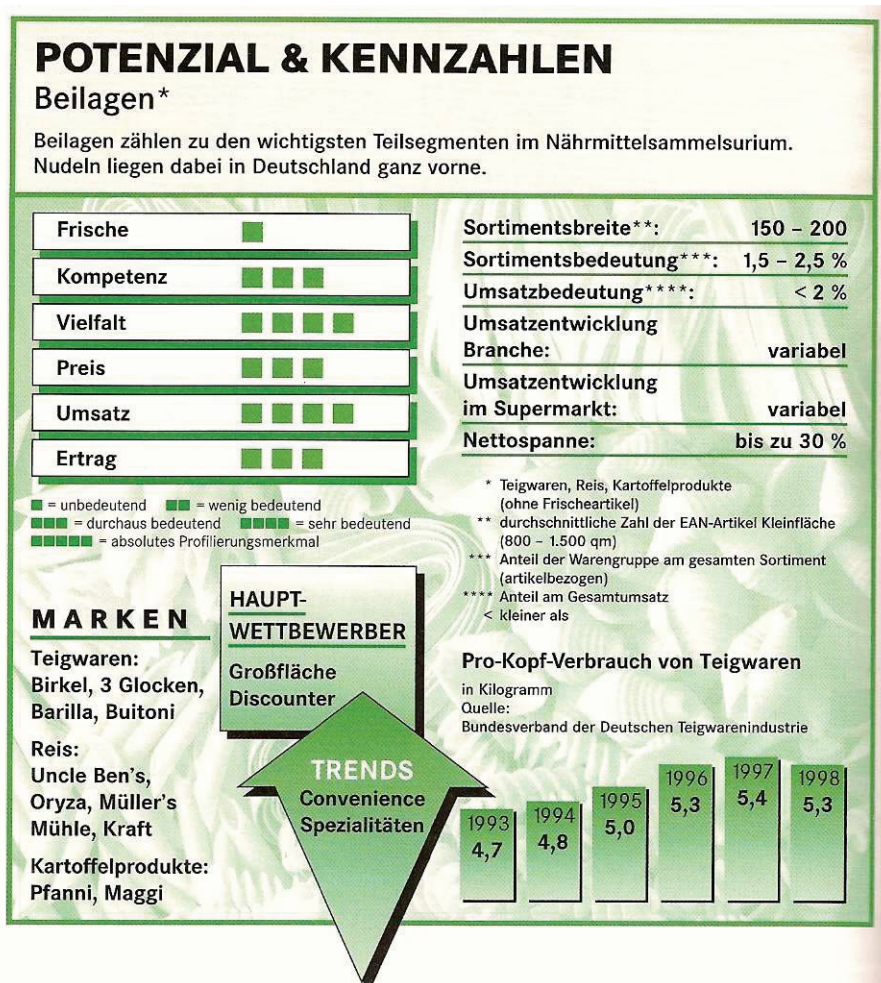 POTENZIAL & KENNZAHLEN
Beilagen*
Beilagen zählen zu den wichtigsten Teilsegmenten im Nährmittelsammelsurium.
Nudeln liegen dabei in Deutschland ganz vorne.
Frische
Kompetenz
Vielfalt
Preis
Umsatz
Ertrag
= unbedeutend = wenig bedeutend
= durchaus bedeutend = sehr bedeutend
= absolutes Profilierungsmerkmal
Sortimentsbreite**: 150 – 200
Sortimentsbedeutung***: 1,5 – 2,5 %
Umsatzbedeutung****: < 2 %
Umsatzentwicklung
Branche: variabel
Umsatzentwicklung
im Supermarkt: variabel
Nettospanne: bis zu 30 %
* Teigwaren, Reis, Kartoffelprodukte
(ohne Frischeartikel)
** durchschnittliche Zahl der EAN-Artikel Kleinfläche
(800 – 1.500 qm)
*** Anteil der Warengruppe am gesamten Sortiment
(artikelbezogen)
**** Anteil am Gesamtumsatz
< kleiner als
MARKEN
Teigwaren:
Birkel, 3 Glocken,
Barilla, Buitoni
Reis:
Uncle Ben's,
Oryza, Müller's
Mühle, Kraft
Kartoffelprodukte:
Pfanni, Maggi
HAUPT-
WETTBEWERBER
Großfläche
Discounter
TRENDS
Convenience
Spezialitäten
Pro-Kopf-Verbrauch von Teigwaren
in Kilogramm
Quelle:
Bundesverband der Deutschen Teigwarenindustrie
1993
4,7
1994
4,8
1995
5,0
1996
5,3
1997
5,4
1998
5,3